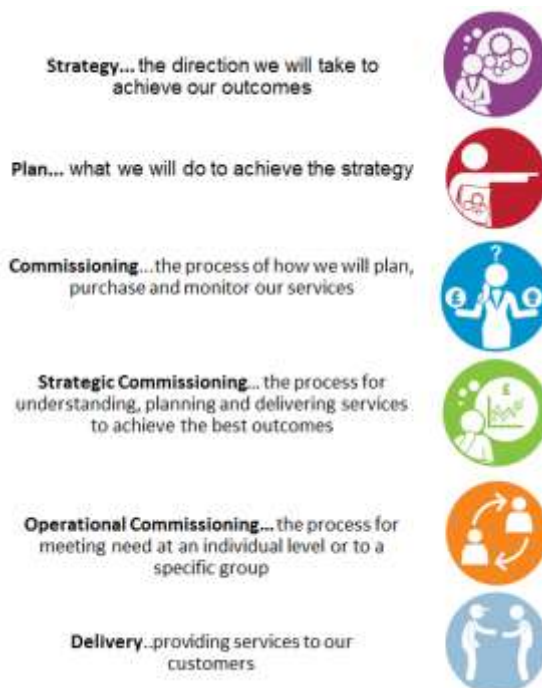 Strategy... the direction we will take to
achieve our outcomes
Plan... what we will do to achieve the strategy
Commissioning...the process of how we will plan,
purchase and monitor our services
?
£
Strategic Commissioning... the process for
understanding, planning and delivering services
to achieve the best outcomes
£
Operational Commissioning... the process for
meeting need at an individual level or to a
specific group
Delivery..providing services to our
customers